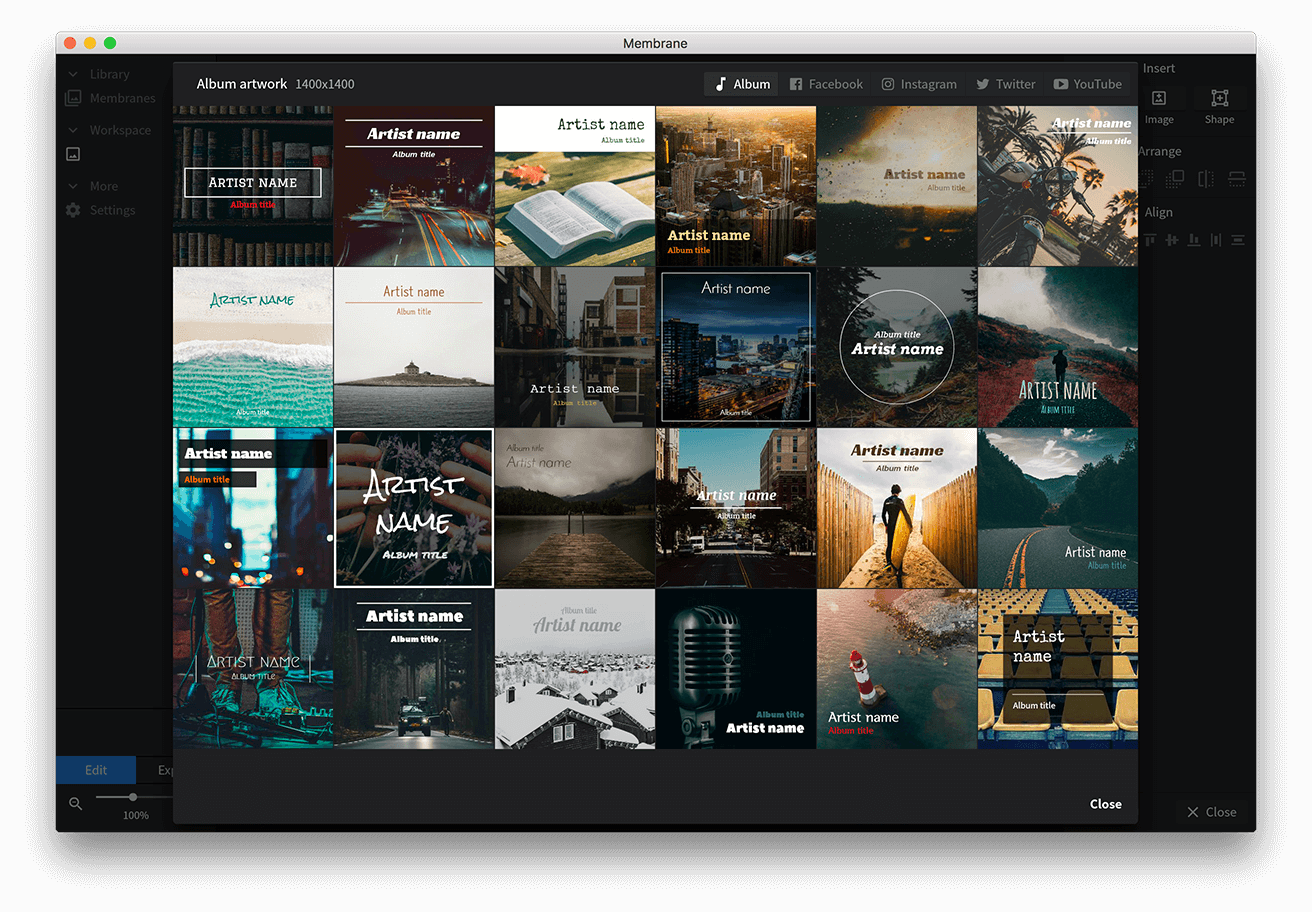 Membrane
Library
Membranes
Workspace
More
Settings
Album artwork 1400x1400
Album
Facebook
Instagram
Twitter
YouTube
Insert
Image
Shape
Arrange
Align
ARTIST NAME
Album title
Artist name
Album title
Artist name
Album title
Artist name
Album title
Artist name
Album title
Artist name
Album title
ARTIST NAME
Album title
Artist name
Album title
Artist name
Album title
Artist name
Album title
Album title
Artist name
ARTIST NAME
ALBUM TITLE
Artist name
Album title
ARTIST
NAME
ALBUM TITLE
Album title
Artist name
Artist name
Album title
Artist name
Album title
Artist name
Album title
ARTIST NAME
ALBUM TITLE
Artist name
Album title
Album title
Artist name
Album title
Artist name
Artist name
Album title
Artist
name
Album title
Edit
Exp
100%
Close
Close